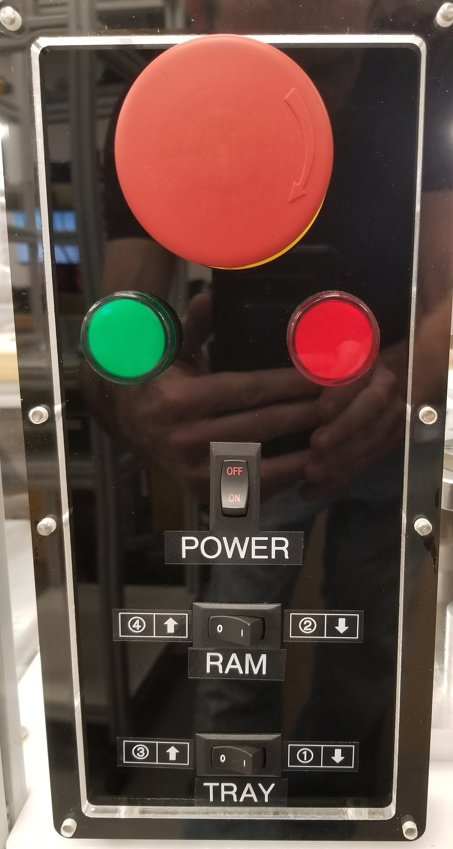 OFF
ON
POWER
④ ↑ 0 I ② ↓
RAM
③ ↑ 0 I ① ↓
TRAY